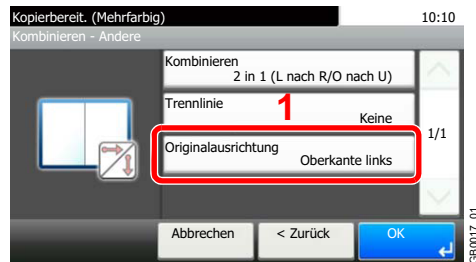 Kopierbereit. (Mehrfarbig)
10:10
Kombinieren - Andere
Kombinieren
2 in 1 (L nach R/O nach U)
Trennlinie
1
Keine
1/1
Originalausrichtung
Oberkante links
Abbrechen
< Zurück
OK
GB0017_01